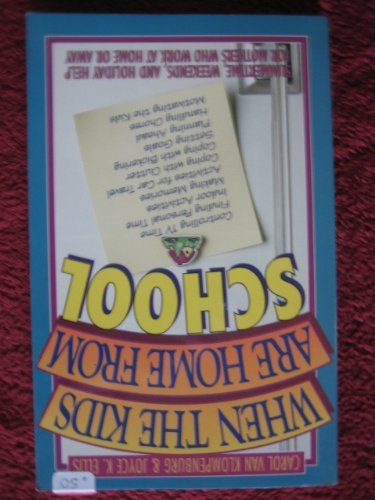 CAROL VAN KLOMPENBURG & JOYCE K. ELLIS
WHEN THE KIDS
ARE HOME FROM
SCHOOL
Controlling TV Time
Finding Personal Time
Indoor Activities
Making Memories
Activities for Car Travel
Coping with Clutter
Coping with Bickering
Setting Goals
Planning Ahead
Handling Chores
Motivating the Kids
SUMMERTIME, WEEKENDS, AND HOLIDAY HELP
FOR MOTHERS WHO WORK AT HOME OR AWAY
.50